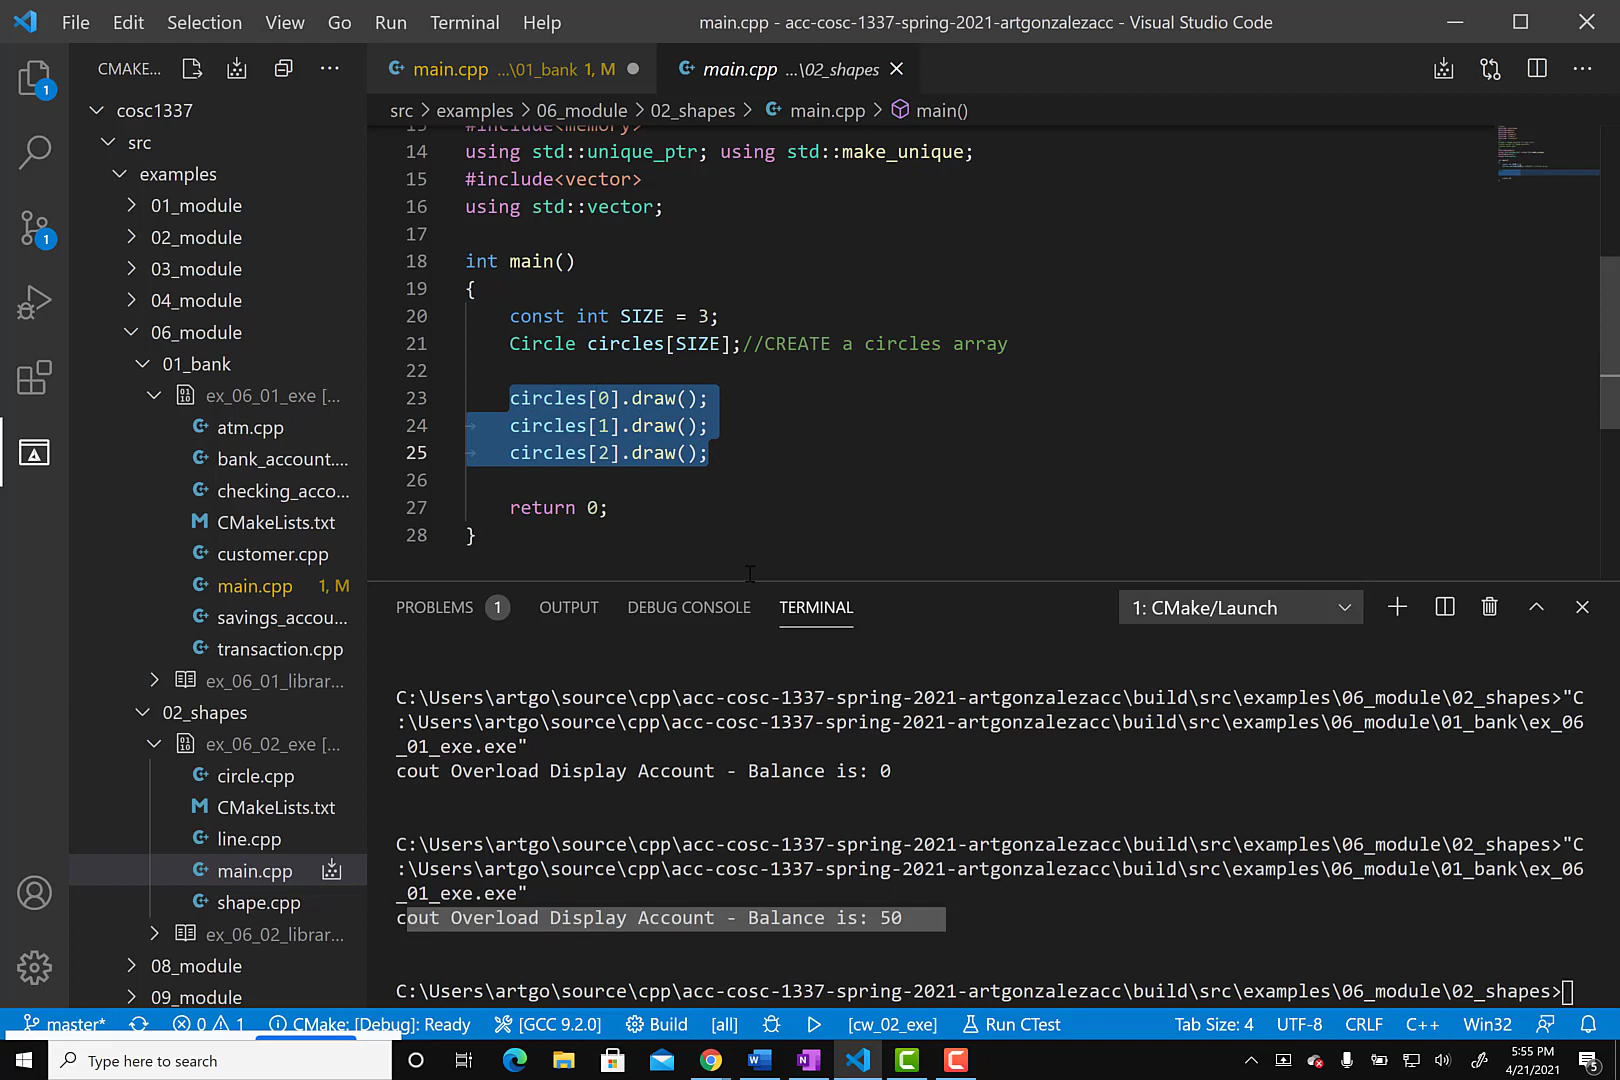 File Edit Selection View Go Run Terminal Help main.cpp - acc-cosc-1337-spring-2021-artgonzalezacc - Visual Studio Code
CMAKE...
main.cpp ...\01_bank 1, M
main.cpp ...\02_shapes
src > examples > 06_module > 02_shapes > main.cpp > main()
1
1
cosc1337
src
examples
01_module
02_module
03_module
04_module
06_module
01_bank
ex_06_01_exe [...
atm.cpp
bank_account....
checking_acco...
CMakeLists.txt
customer.cpp
main.cpp 1, M
savings_accou...
transaction.cpp
ex_06_01_librar...
02_shapes
ex_06_02_exe [...
circle.cpp
CMakeLists.txt
line.cpp
main.cpp
shape.cpp
ex_06_02_librar...
08_module
09_module
13 #include<memory>
14 using std::unique_ptr; using std::make_unique;
15 #include<vector>
16 using std::vector;
17
18 int main()
19 {
20 const int SIZE = 3;
21 Circle circles[SIZE];//CREATE a circles array
22
23 circles[0].draw();
24 circles[1].draw();
25 circles[2].draw();
26
27 return 0;
28 }
PROBLEMS 1 OUTPUT DEBUG CONSOLE TERMINAL 1: CMake/Launch
C:\Users\artgo\source\cpp\acc-cosc-1337-spring-2021-artgonzalezacc\build\src\examples\06_module\02_shapes>"C
:\Users\artgo\source\cpp\acc-cosc-1337-spring-2021-artgonzalezacc\build\src\examples\06_module\01_bank\ex_06
_01_exe.exe"
cout Overload Display Account - Balance is: 0
C:\Users\artgo\source\cpp\acc-cosc-1337-spring-2021-artgonzalezacc\build\src\examples\06_module\02_shapes>"C
:\Users\artgo\source\cpp\acc-cosc-1337-spring-2021-artgonzalezacc\build\src\examples\06_module\01_bank\ex_06
_01_exe.exe"
cout Overload Display Account - Balance is: 50
C:\Users\artgo\source\cpp\acc-cosc-1337-spring-2021-artgonzalezacc\build\src\examples\06_module\02_shapes>
master* 0 1 CMake: [Debug]: Ready [GCC 9.2.0] Build [all] [cw_02_exe] Run CTest Tab Size: 4 UTF-8 CRLF C++ Win32
Type here to search
5:55 PM
4/21/2021
5